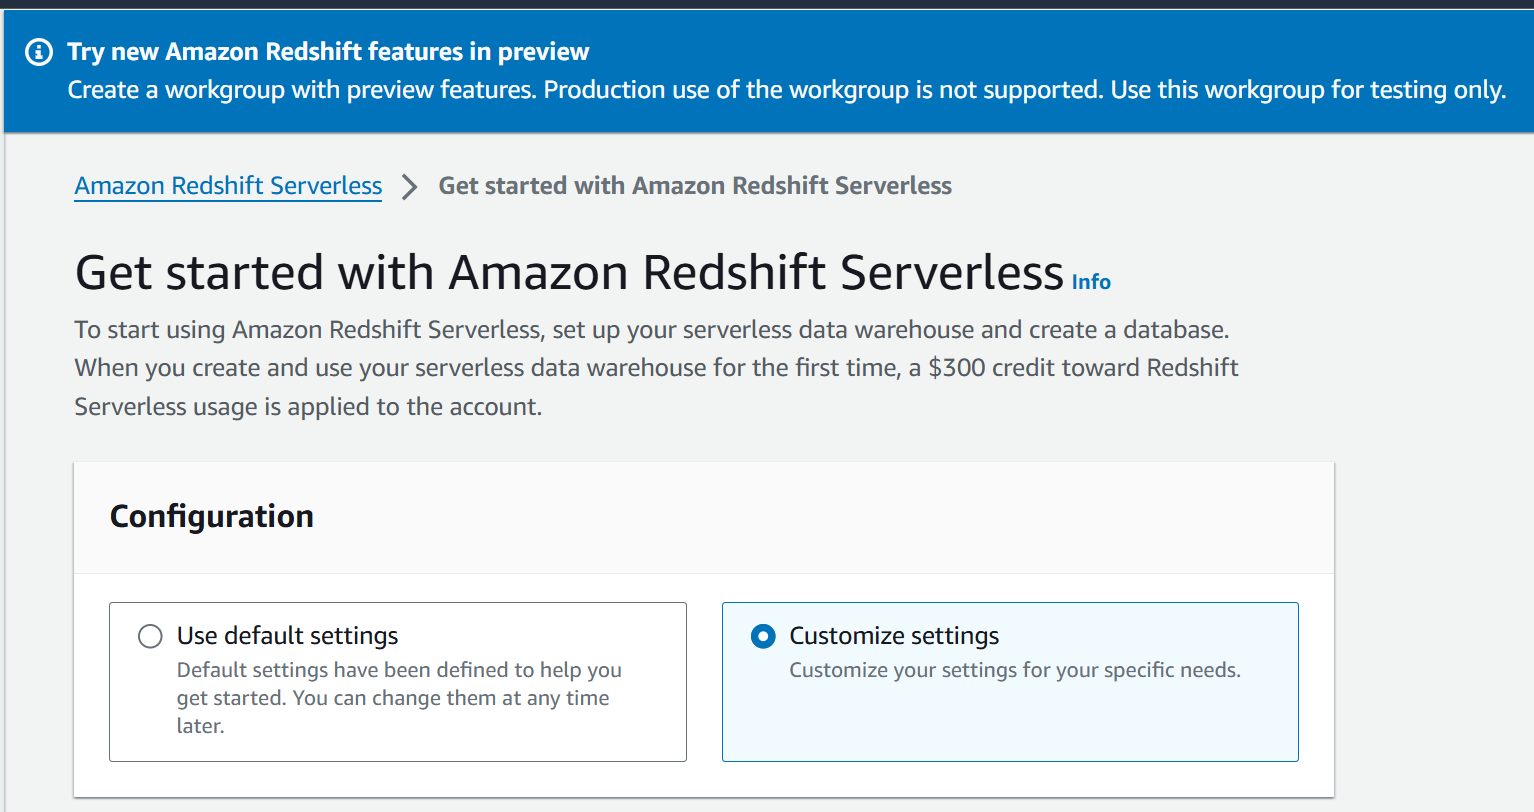 Try new Amazon Redshift features in preview
Create a workgroup with preview features. Production use of the workgroup is not supported. Use this workgroup for testing only.
Amazon Redshift Serverless > Get started with Amazon Redshift Serverless
Get started with Amazon Redshift Serverless Info
To start using Amazon Redshift Serverless, set up your serverless data warehouse and create a database.
When you create and use your serverless data warehouse for the first time, a $300 credit toward Redshift
Serverless usage is applied to the account.
Configuration
Use default settings
Default settings have been defined to help you
get started. You can change them at any time
later.
Customize settings
Customize your settings for your specific needs.